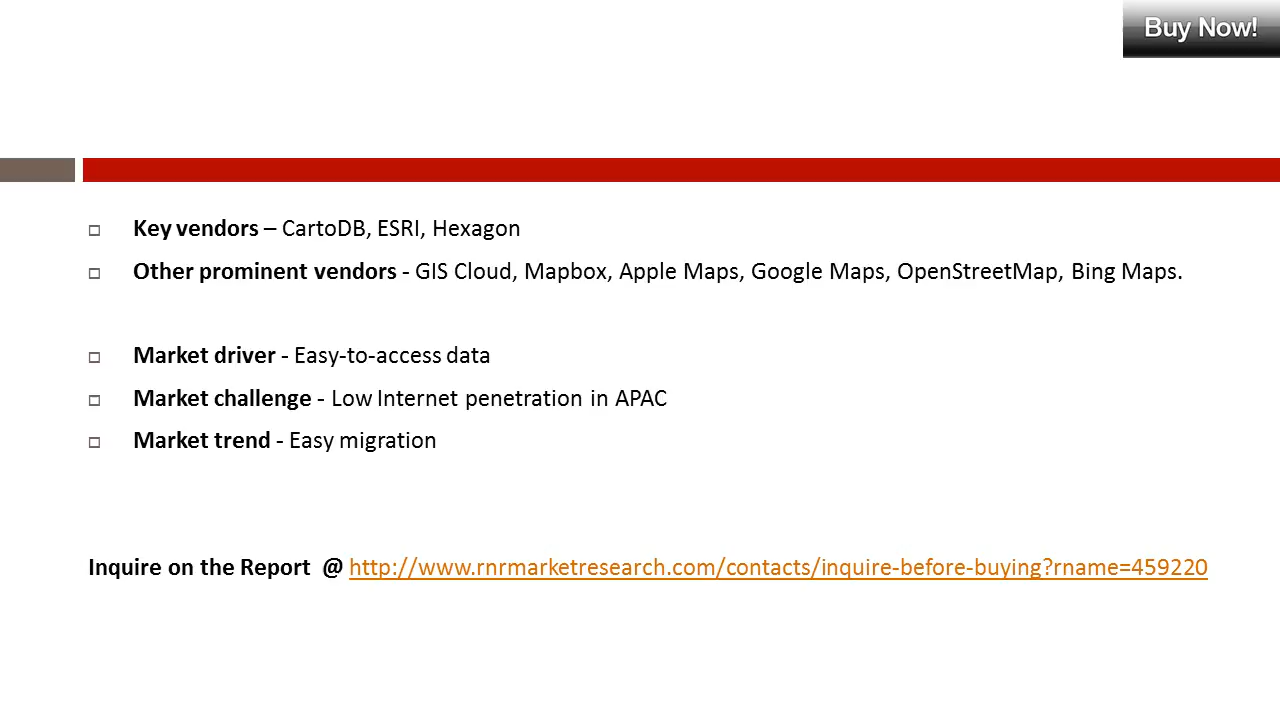 Buy Now!
Key vendors – CartoDB, ESRI, Hexagon
Other prominent vendors - GIS Cloud, Mapbox, Apple Maps, Google Maps, OpenStreetMap, Bing Maps.
Market driver - Easy-to-access data
Market challenge - Low Internet penetration in APAC
Market trend - Easy migration
Inquire on the Report @ http://www.rnrmarketresearch.com/contacts/inquire-before-buying?rname=459220